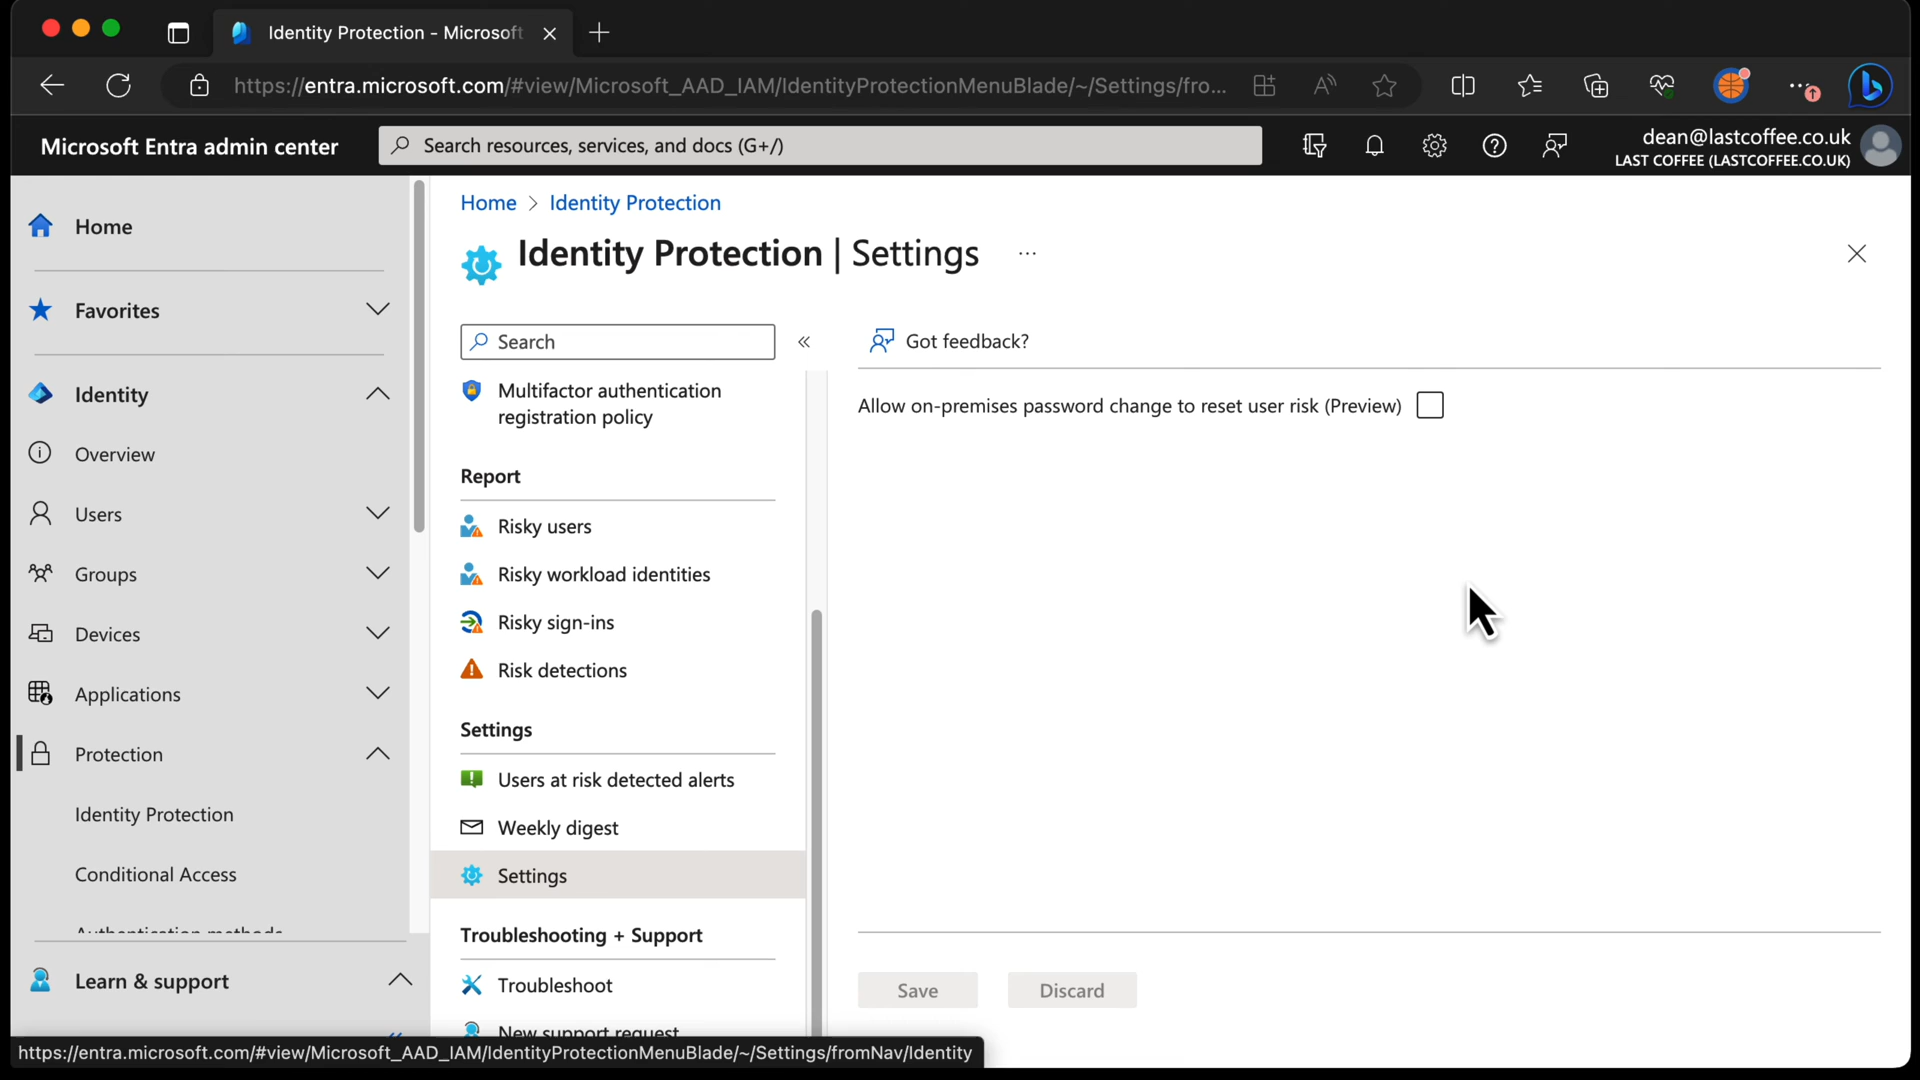 Identity Protection - Microsoft
https://entra.microsoft.com/#view/Microsoft_AAD_IAM/IdentityProtectionMenuBlade/~/Settings/fro...
Microsoft Entra admin center
Search resources, services, and docs (G+/)
dean@lastcoffee.co.uk
LAST COFFEE (LASTCOFFEE.CO.UK)
Home
Favorites
Identity
Overview
Users
Groups
Devices
Applications
Protection
Identity Protection
Conditional Access
Authentication methods
Learn & support
Home > Identity Protection
Identity Protection | Settings ...
Search
Multifactor authentication
registration policy
Report
Risky users
Risky workload identities
Risky sign-ins
Risk detections
Settings
Users at risk detected alerts
Weekly digest
Settings
Troubleshooting + Support
Troubleshoot
New support request
Got feedback?
Allow on-premises password change to reset user risk (Preview)
Save
Discard
https://entra.microsoft.com/#view/Microsoft_AAD_IAM/IdentityProtectionMenuBlade/~/Settings/fromNav/Identity